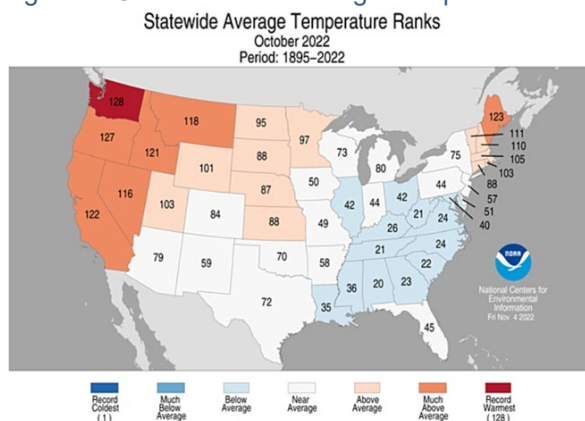 Statewide Average Temperature Ranks
October 2022
Period: 1895–2022
128
127
118
121
122
116
101
103
84
79
59
95
88
87
88
70
72
97
50
49
58
73
80
42
44
42
26
21
21
36
20
23
35
22
24
24
45
75
44
123
111
110
105
103
88
57
51
40
NOAA
National Centers for
Environmental
Information
Fri Nov 4 2022
Record
Coldest
(1)
Much
Below
Average
Below
Average
Near
Average
Above
Average
Much
Above
Average
Record
Warmest
(128)